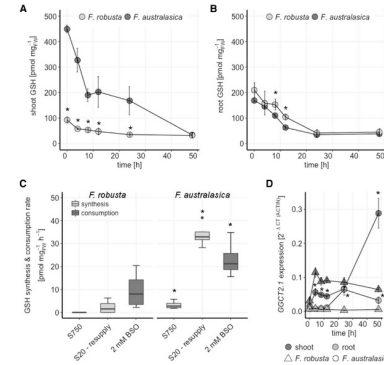 A
F. robusta F. australasica
shoot GSH [pmol mg⁻¹FW]
500
400
300
200
100
0
0 10 20 30 40 50
time [h]
B
F. robusta F. australasica
root GSH [pmol mg⁻¹FW]
500
400
300
200
100
0
0 10 20 30 40 50
time [h]
C
F. robusta F. australasica
synthesis
consumption
GSH synthesis & consumption rate
[pmol mg⁻¹FW h⁻¹]
50
40
30
20
10
0
S750 S20 - resupply 2 mM BSO S750 S20 - resupply 2 mM BSO
D
GGCT2;1 expression [2^-Δ CT (ACTIN)]
0.3
0.2
0.1
0.0
0 10 20 30 40 50
time [h]
shoot root
F. robusta F. australasica